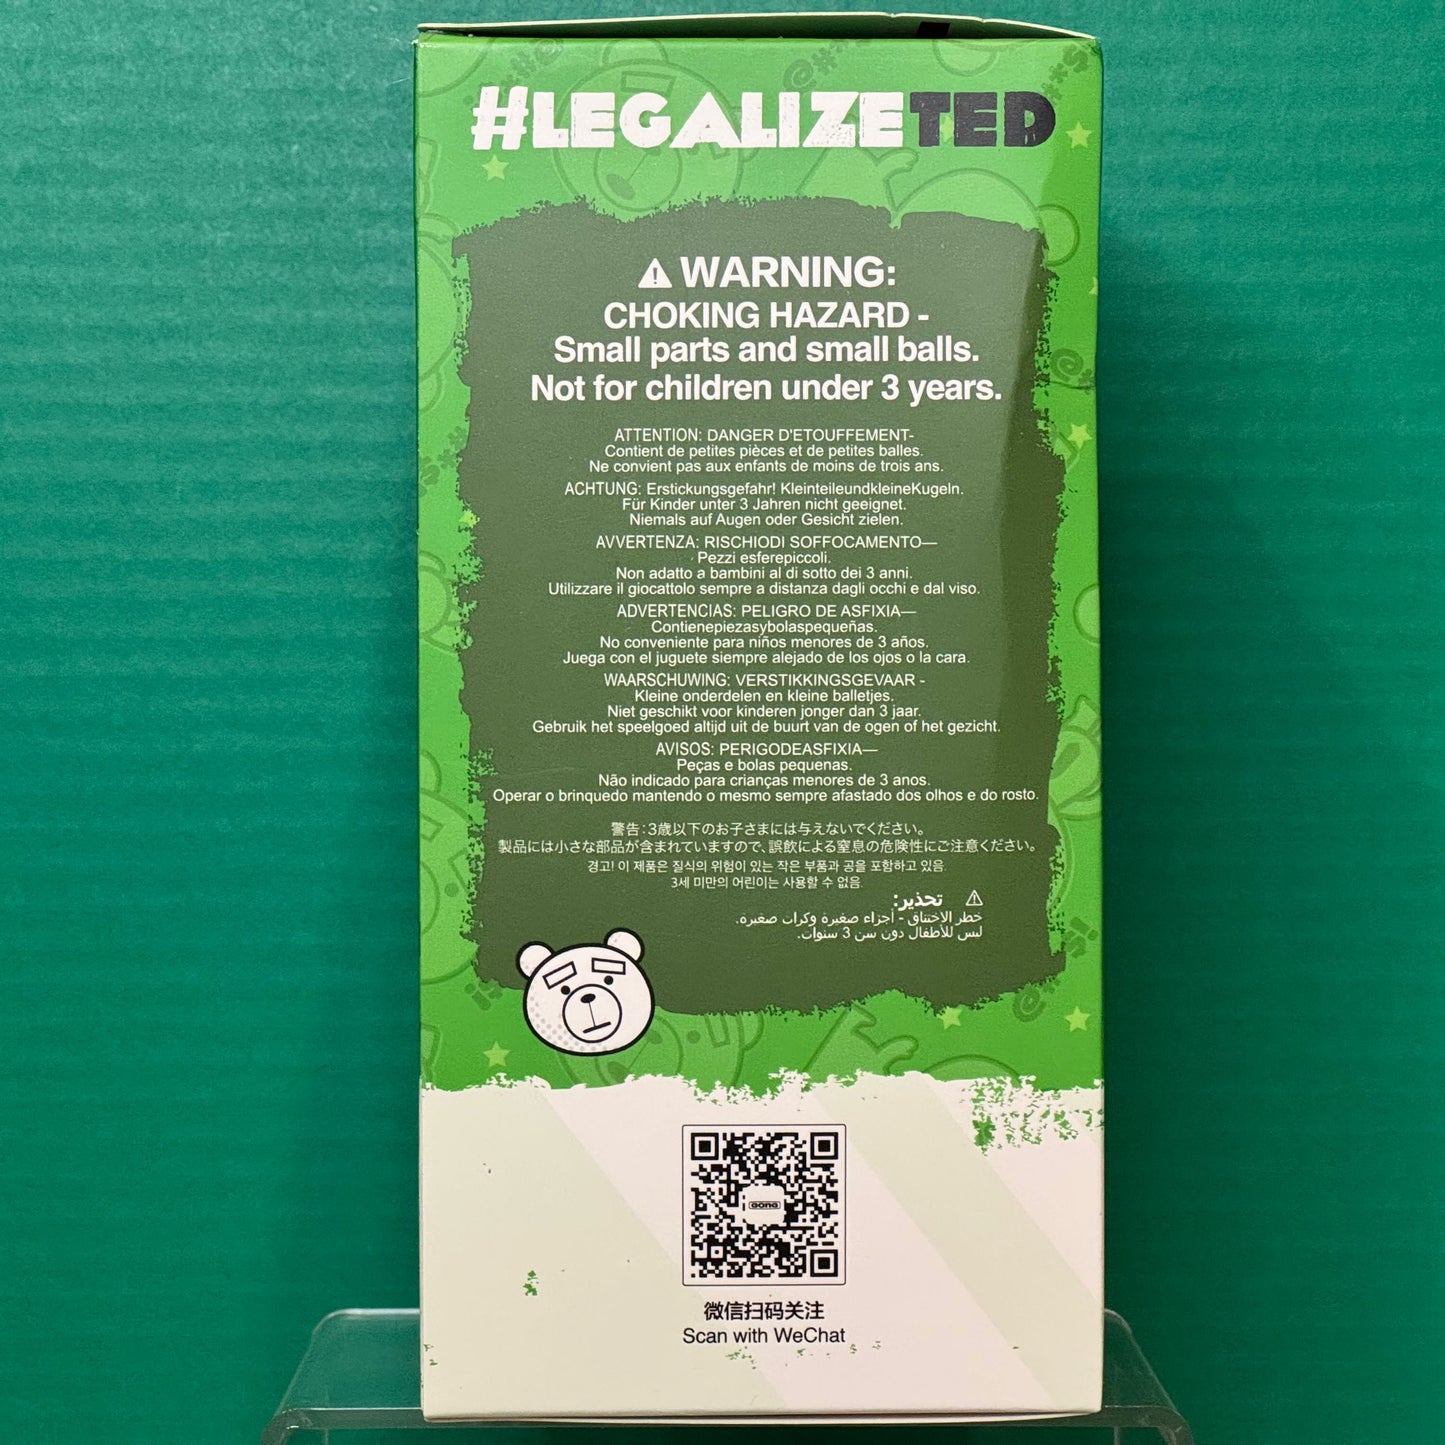 #LEGALIZETED
WARNING:
CHOKING HAZARD -
Small parts and small balls.
Not for children under 3 years.
ATTENTION: DANGER D'ETOUFFEMENT-
Contient de petites pièces et de petites balles.
Ne convient pas aux enfants de moins de trois ans.
ACHTUNG: Erstickungsgefahr! KleinteileundkleineKugeln.
Für Kinder unter 3 Jahren nicht geeignet.
Niemals auf Augen oder Gesicht zielen.
AVVERTENZA: RISCHIODI SOFFOCAMENTO—
Pezzi esferepiccoli.
Non adatto a bambini al di sotto dei 3 anni.
Utilizzare il giocattolo sempre a distanza dagli occhi e dal viso.
ADVERTENCIAS: PELIGRO DE ASFIXIA—
Contienepiezasybolaspequeñas.
No conveniente para niños menores de 3 años.
Juega con el juguete siempre alejado de los ojos o la cara.
WAARSCHUWING: VERSTIKKINGSGEVAAR -
Kleine onderdelen en kleine balletjes.
Niet geschikt voor kinderen jonger dan 3 jaar.
Gebruik het speelgoed altijd uit de buurt van de ogen of het gezicht.
AVISOS: PERIGODEASFIXIA—
Peças e bolas pequenas.
Não indicado para crianças menores de 3 anos.
Operar o brinquedo mantendo o mesmo sempre afastado dos olhos e do rosto.
警告：3歳以下のお子さまには与えないでください。
製品には小さな部品が含まれていますので、誤飲による窒息の危険性にご注意ください。
경고! 이 제품은 질식의 위험이 있는 작은 부품과 공을 포함하고 있음.
3세 미만의 어린이는 사용할 수 없음.
تحذير:
خطر الاختناق - أجزاء صغيرة وكرات صغيرة.
ليس للأطفال دون سن 3 سنوات.
GONG
微信扫码关注
Scan with WeChat